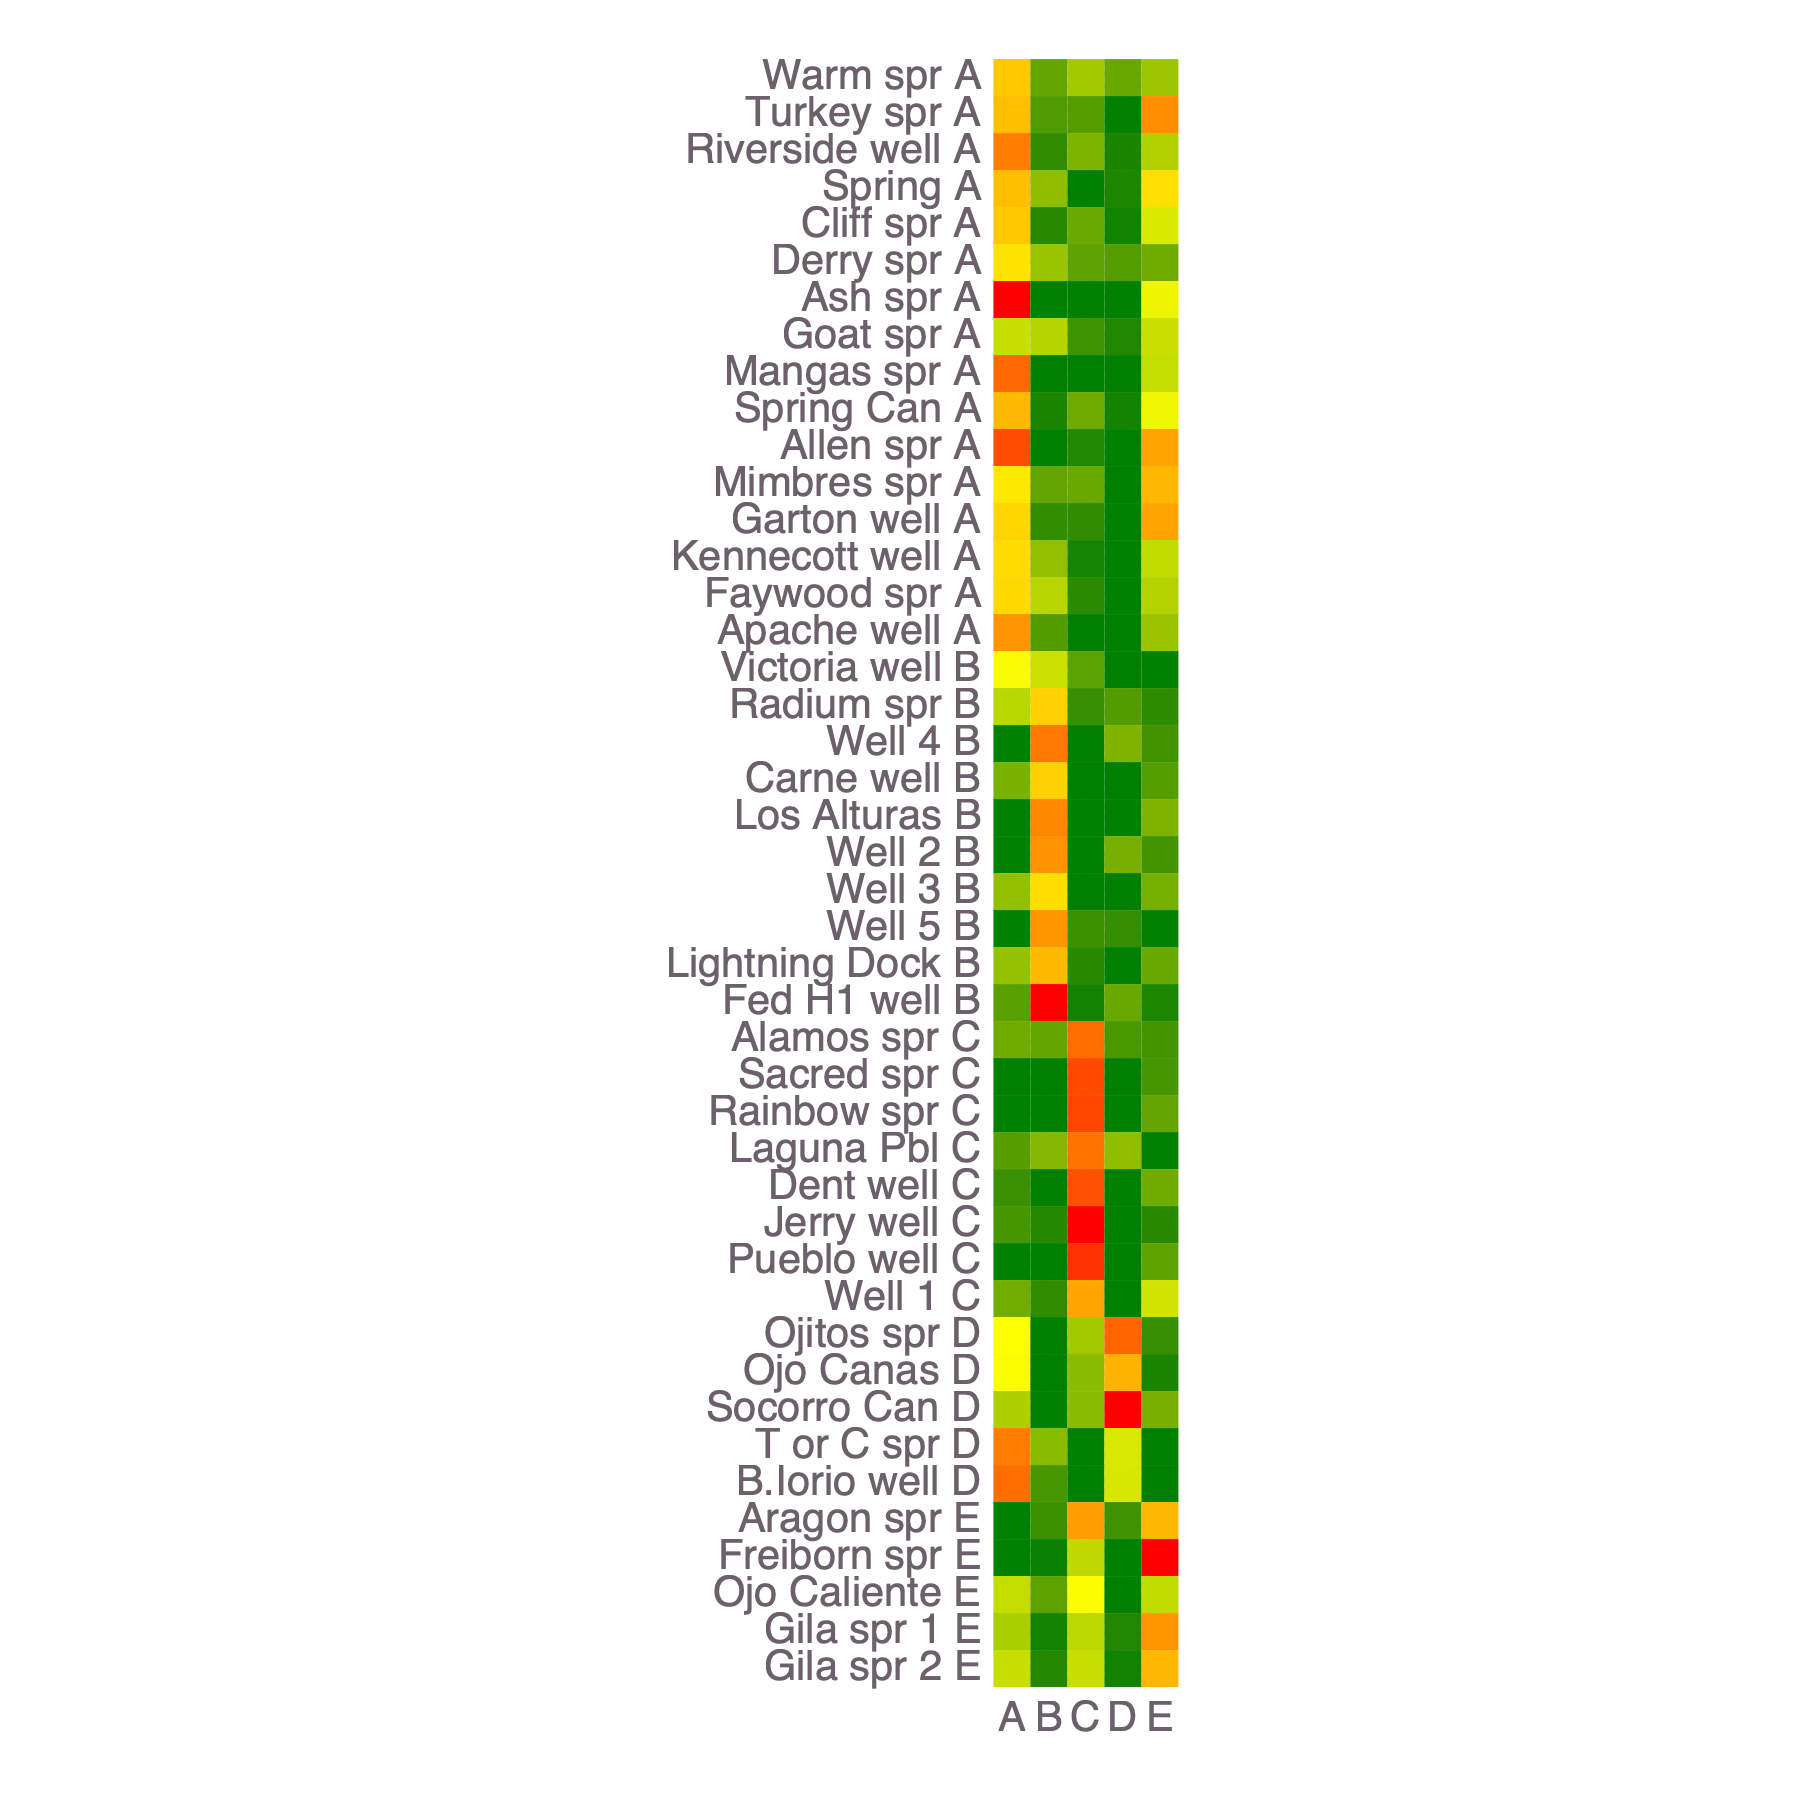 Warm spr A
Turkey spr A
Riverside well A
Spring A
Cliff spr A
Derry spr A
Ash spr A
Goat spr A
Mangas spr A
Spring Can A
Allen spr A
Mimbres spr A
Garton well A
Kennecott well A
Faywood spr A
Apache well A
Victoria well B
Radium spr B
Well 4 B
Carne well B
Los Alturas B
Well 2 B
Well 3 B
Well 5 B
Lightning Dock B
Fed H1 well B
Alamos spr C
Sacred spr C
Rainbow spr C
Laguna Pbl C
Dent well C
Jerry well C
Pueblo well C
Well 1 C
Ojitos spr D
Ojo Canas D
Socorro Can D
T or C spr D
B.Iorio well D
Aragon spr E
Freiborn spr E
Ojo Caliente E
Gila spr 1 E
Gila spr 2 E
A B C D E